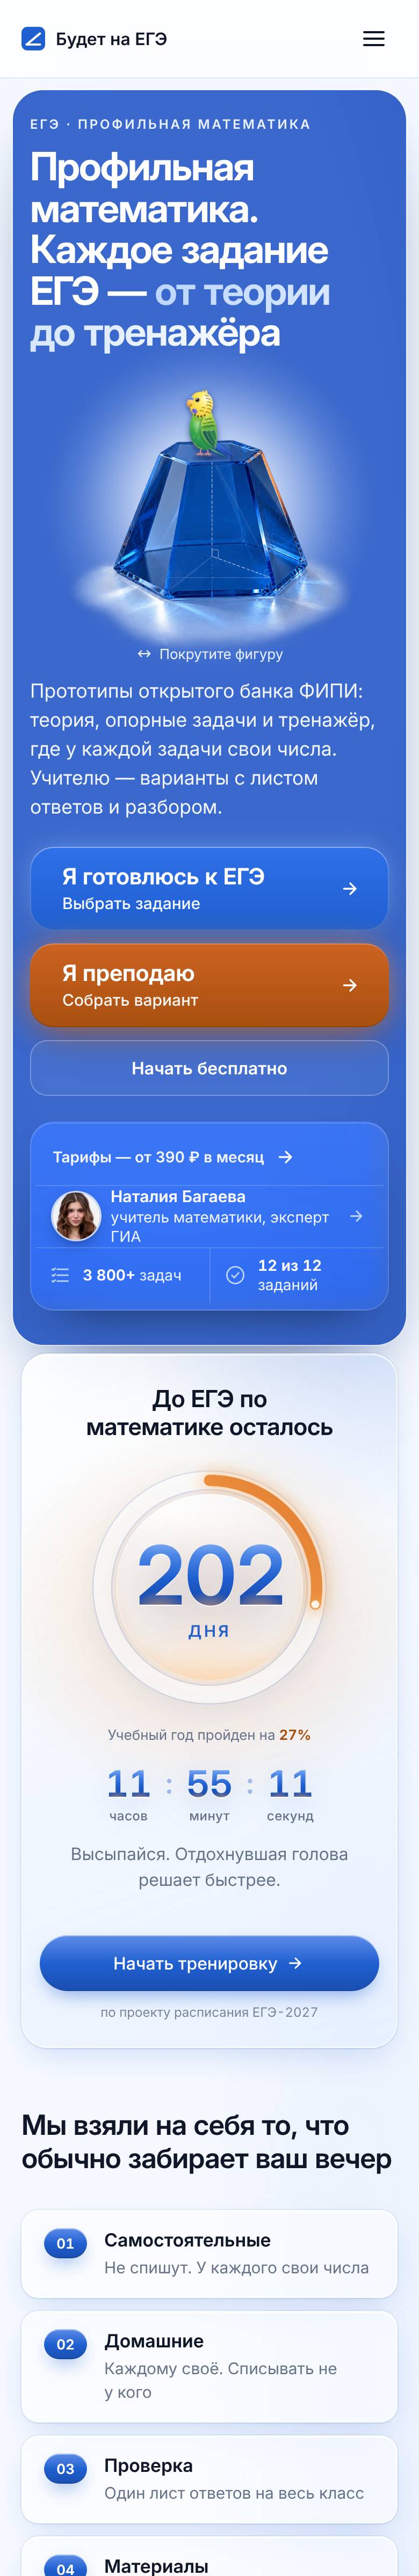 Будет на ЕГЭ
ЕГЭ · ПРОФИЛЬНАЯ МАТЕМАТИКА
Профильная
математика.
Каждое задание
ЕГЭ — от теории
до тренажёра
↔ Покрутите фигуру
Прототипы открытого банка ФИПИ:
теория, опорные задачи и тренажёр,
где у каждой задачи свои числа.
Учителю — варианты с листом
ответов и разбором.
Я готовлюсь к ЕГЭ
Выбрать задание
→
Я преподаю
Собрать вариант
→
Начать бесплатно
Тарифы — от 390 ₽ в месяц →
Наталия Багаева
учитель математики, эксперт
ГИА
→
3 800+ задач
12 из 12
заданий
До ЕГЭ по
математике осталось
202
ДНЯ
Учебный год пройден на 27%
11 : 55 : 11
часов минут секунд
Высыпайся. Отдохнувшая голова
решает быстрее.
Начать тренировку →
по проекту расписания ЕГЭ-2027
Мы взяли на себя то, что
обычно забирает ваш вечер
01 Самостоятельные
Не спишут. У каждого свои числа
02 Домашние
Каждому своё. Списывать не
у кого
03 Проверка
Один лист ответов на весь класс
04 Материалы